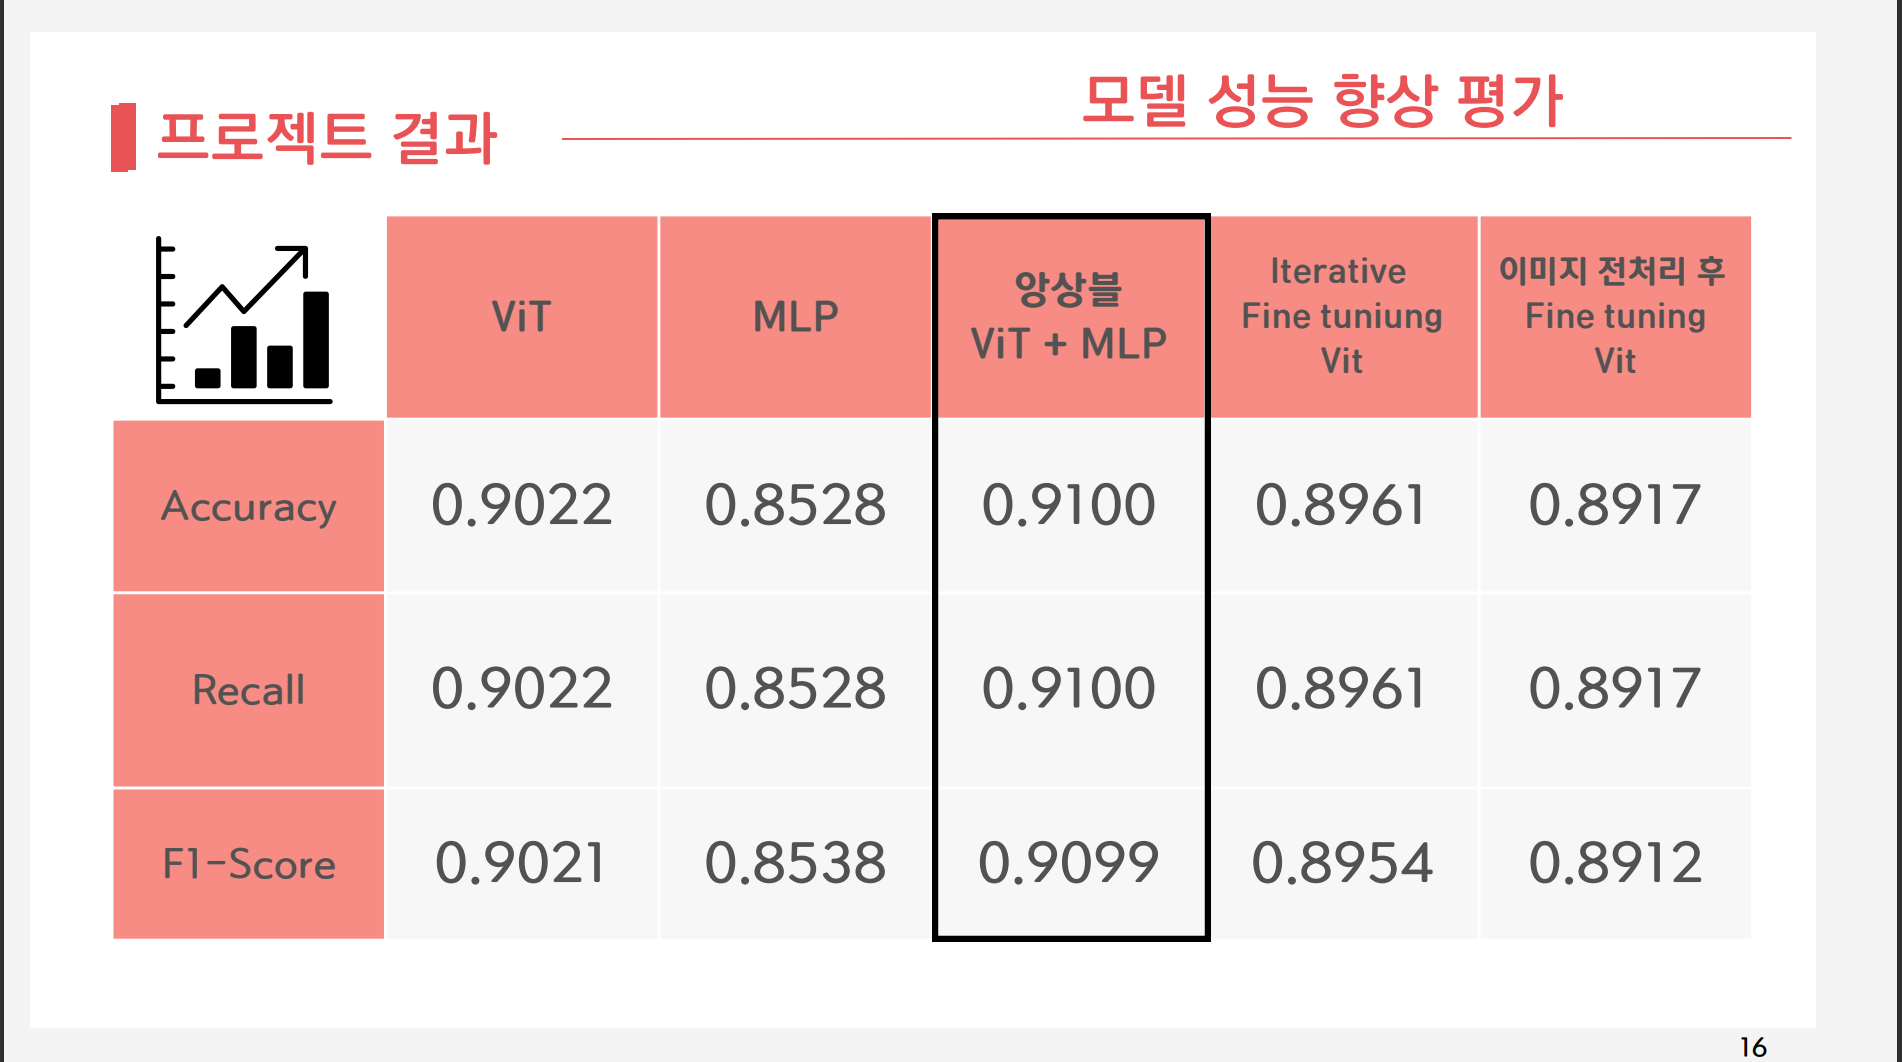 프로젝트 결과
모델 성능 향상 평가
ViT
MLP
앙상블
ViT + MLP
Iterative
Fine tuniung
Vit
이미지 전처리 후
Fine tuning
Vit
Accuracy
0.9022
0.8528
0.9100
0.8961
0.8917
Recall
0.9022
0.8528
0.9100
0.8961
0.8917
F1-Score
0.9021
0.8538
0.9099
0.8954
0.8912
16